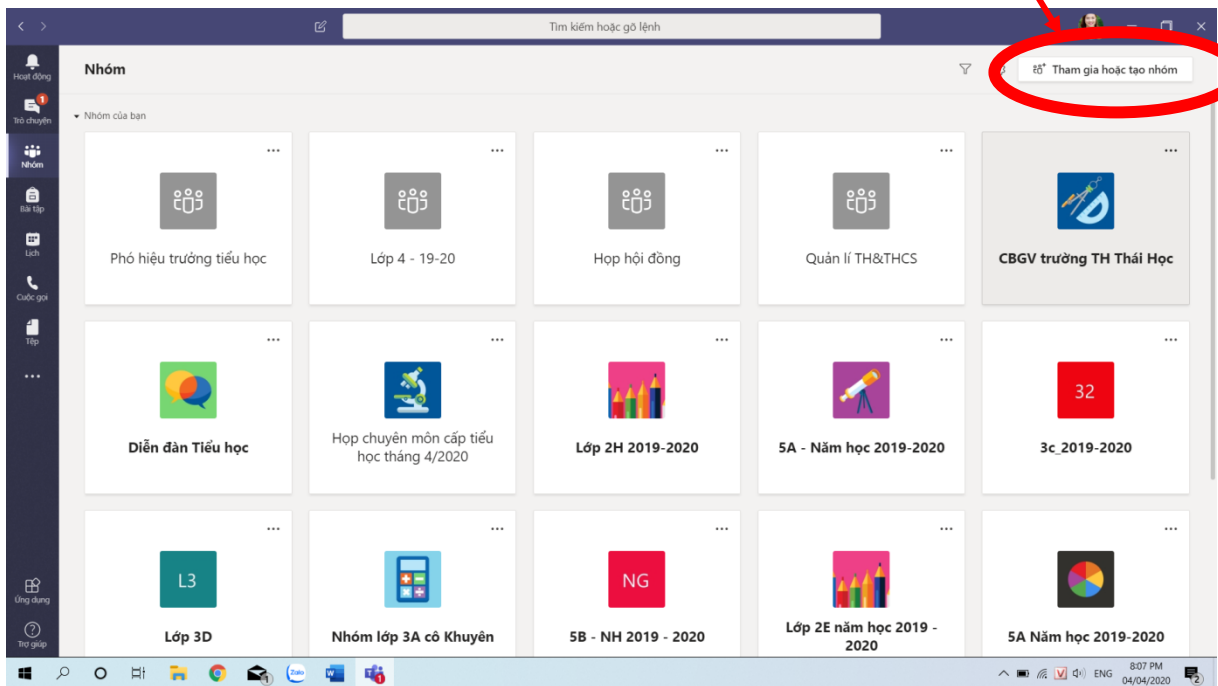 Tìm kiếm hoặc gõ lệnh
Hoạt động
Trò chuyện
1
Nhóm
Bài tập
Lịch
Cuộc gọi
Tệp
Ứng dụng
Trợ giúp
Nhóm
Tham gia hoặc tạo nhóm
Nhóm của bạn
Phó hiệu trưởng tiểu học
Lớp 4 - 19-20
Họp hội đồng
Quản lí TH&THCS
CBGV trường TH Thái Học
Diễn đàn Tiểu học
Họp chuyên môn cấp tiểu
học tháng 4/2020
Lớp 2H 2019-2020
5A - Năm học 2019-2020
32
3c_2019-2020
L3
Lớp 3D
Nhóm lớp 3A cô Khuyên
NG
5B - NH 2019 - 2020
Lớp 2E năm học 2019 -
2020
5A Năm học 2019-2020
Zalo
W
1
V
ENG
8:07 PM
04/04/2020
2